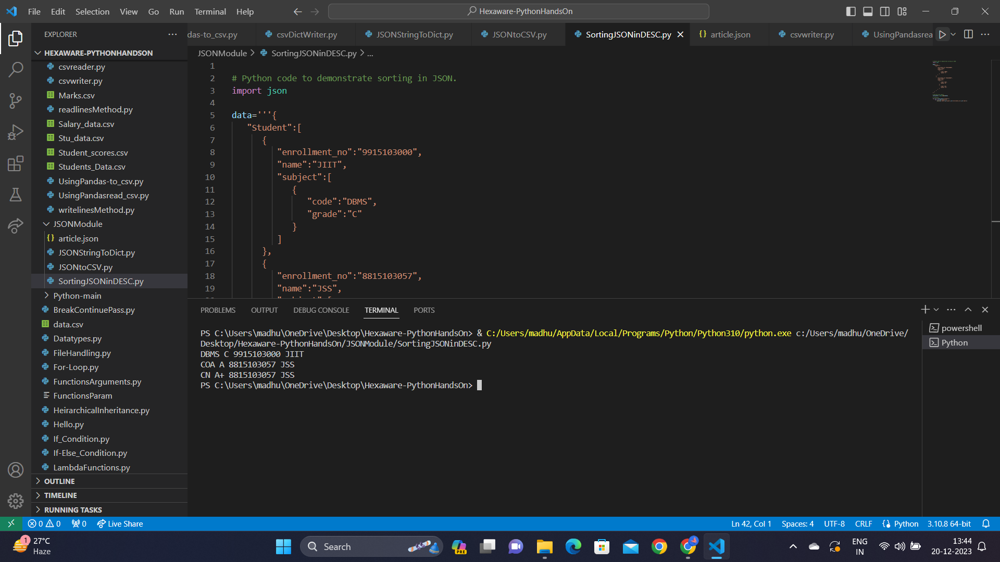 File Edit Selection View Go Run Terminal Help
Hexaware-PythonHandsOn
EXPLORER
das-to_csv.py csvDictWriter.py JSONStringToDict.py JSONtoCSV.py SortingJSONinDESC.py article.json csvwriter.py UsingPandasrea
HEXAWARE-PYTHONHANDSON
csvreader.py
csvwriter.py
Marks.csv
readlinesMethod.py
Salary_data.csv
Stu_data.csv
Student_scores.csv
Students_Data.csv
UsingPandas-to_csv.py
UsingPandasread_csv.py
writelinesMethod.py
JSONModule
article.json
JSONStringToDict.py
JSONtoCSV.py
SortingJSONinDESC.py
Python-main
BreakContinuePass.py
data.csv
Datatypes.py
FileHandling.py
For-Loop.py
FunctionsArguments.py
FunctionsParam
HeirarchicalInheritance.py
Hello.py
If_Condition.py
If-Else_Condition.py
LambdaFunctions.py
OUTLINE
TIMELINE
RUNNING TASKS
JSONModule > SortingJSONinDESC.py > ...
1
2 # Python code to demonstrate sorting in JSON.
3 import json
4
5 data='''{
6 "Student":[
7 {
8 "enrollment_no":"9915103000",
9 "name":"JIIT",
10 "subject":[
11 {
12 "code":"DBMS",
13 "grade":"C"
14 }
15 ]
16 },
17 {
18 "enrollment_no":"8815103057",
19 "name":"JSS",
PROBLEMS OUTPUT DEBUG CONSOLE TERMINAL PORTS
PS C:\Users\madhu\OneDrive\Desktop\Hexaware-PythonHandsOn> & C:/Users/madhu/AppData/Local/Programs/Python/Python310/python.exe c:/Users/madhu/OneDrive/
Desktop/Hexaware-PythonHandsOn/JSONModule/SortingJSONinDESC.py
DBMS C 9915103000 JIIT
COA A 8815103057 JSS
CN A+ 8815103057 JSS
PS C:\Users\madhu\OneDrive\Desktop\Hexaware-PythonHandsOn>
powershell
Python
0 0 0 Live Share
Ln 42, Col 1 Spaces: 4 UTF-8 CRLF Python 3.10.8 64-bit
1
27°C
Haze
Search
PRE
ENG
IN
13:44
20-12-2023